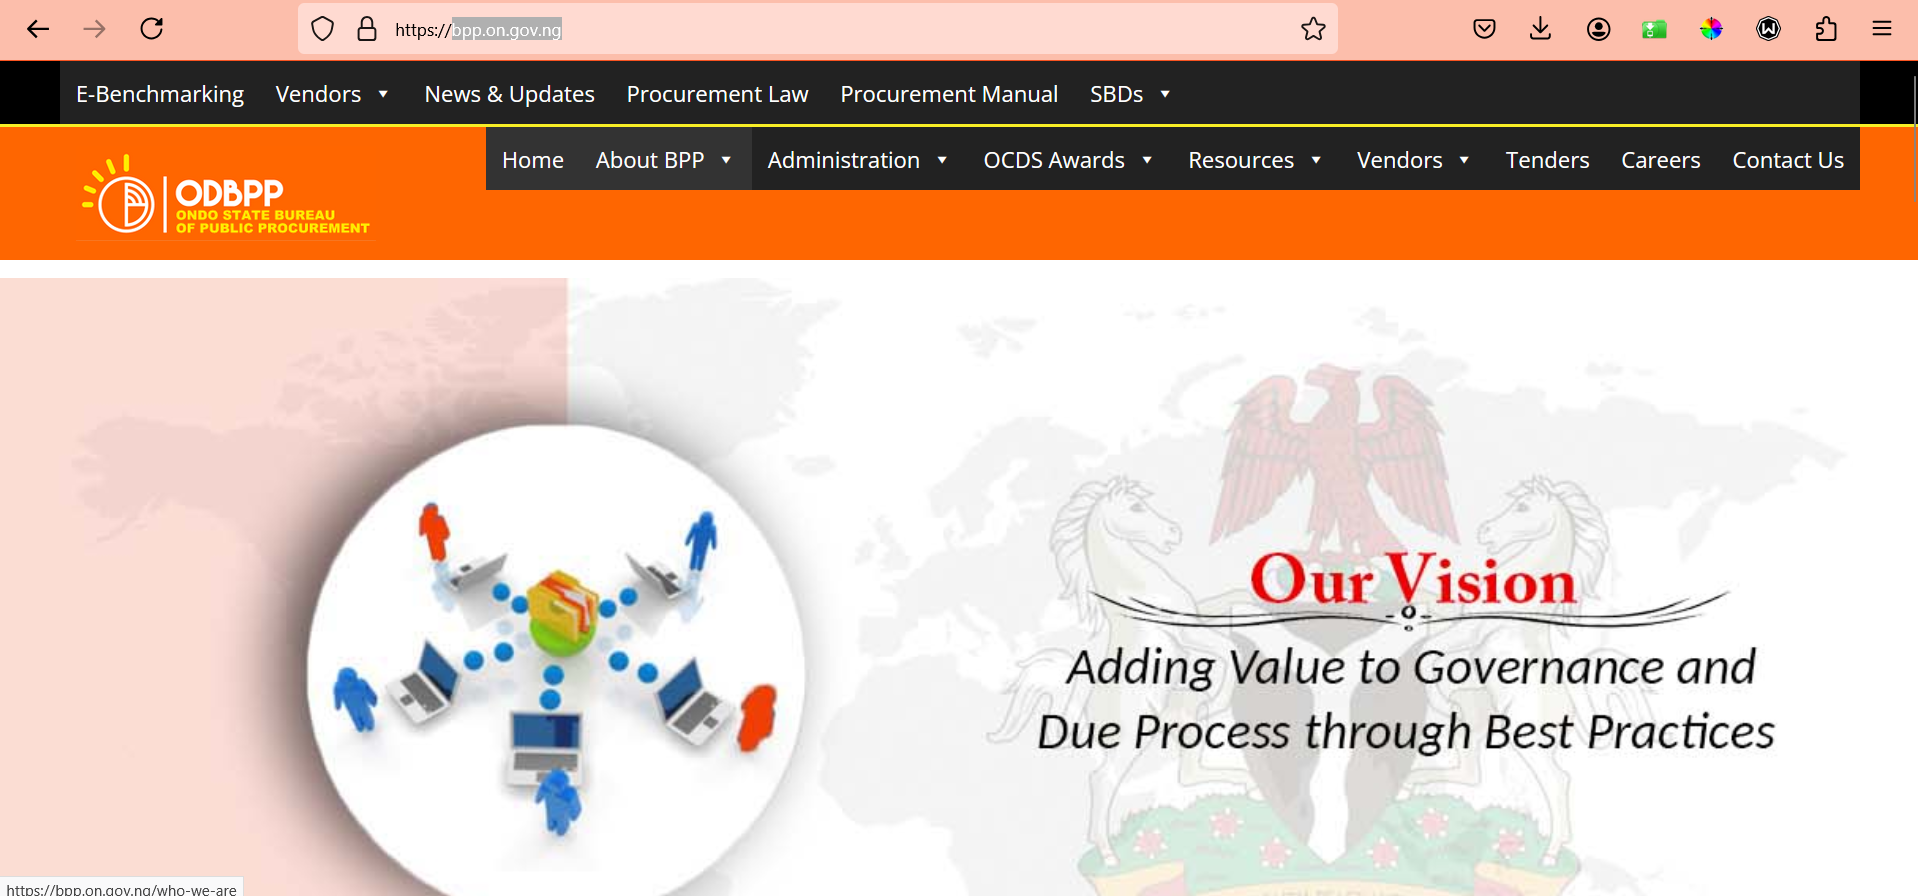 https://bpp.on.gov.ng
E-Benchmarking Vendors News & Updates Procurement Law Procurement Manual SBDs
Home About BPP Administration OCDS Awards Resources Vendors Tenders Careers Contact Us
ODBPP
ONDO STATE BUREAU
OF PUBLIC PROCUREMENT
Our Vision
Adding Value to Governance and
Due Process through Best Practices
https://bpp.on.gov.ng/who-we-are